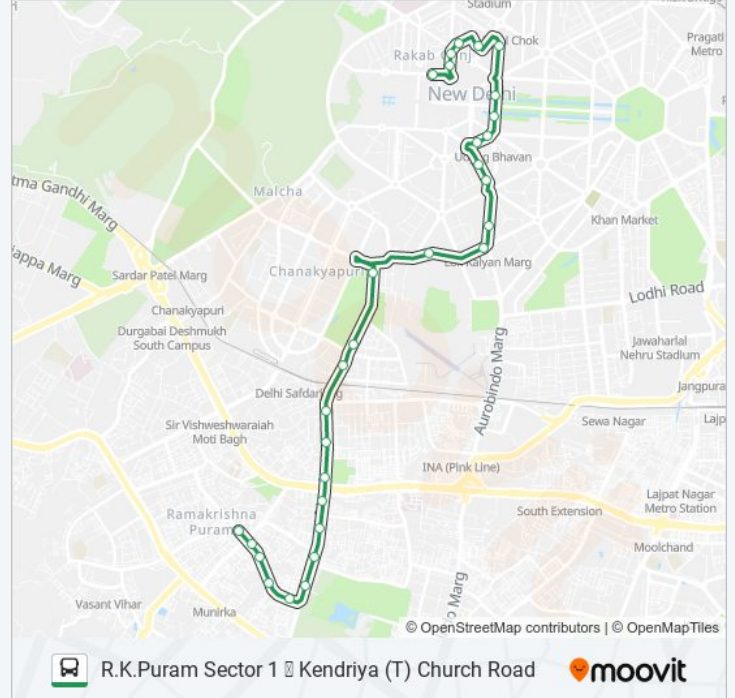 Stadium
Rakab Ganj
Chok
Pragati
Metro
New Delhi
Udyog Bhavan
Malcha
tma Gandhi Marg
Khan Market
Chanakyapuri
Lok Kalyan Marg
appa Marg
Sardar Patel Marg
Lodhi Road
Chanakyapuri
Durgabai Deshmukh
South Campus
Jawaharlal
Nehru Stadium
Aurobindo Marg
Jangpura
Delhi Safdarjung
Sir Vishweshwaraiah
Moti Bagh
Sewa Nagar
Lajp
INA (Pink Line)
Lajpat Nagar
Metro Station
South Extension
Ramakrishna
Puram
Moolchand
Vasant Vihar
Munirka
o Marg
© OpenStreetMap contributors | © OpenMapTiles
R.K.Puram Sector 1 Kendriya (T) Church Road
moovit